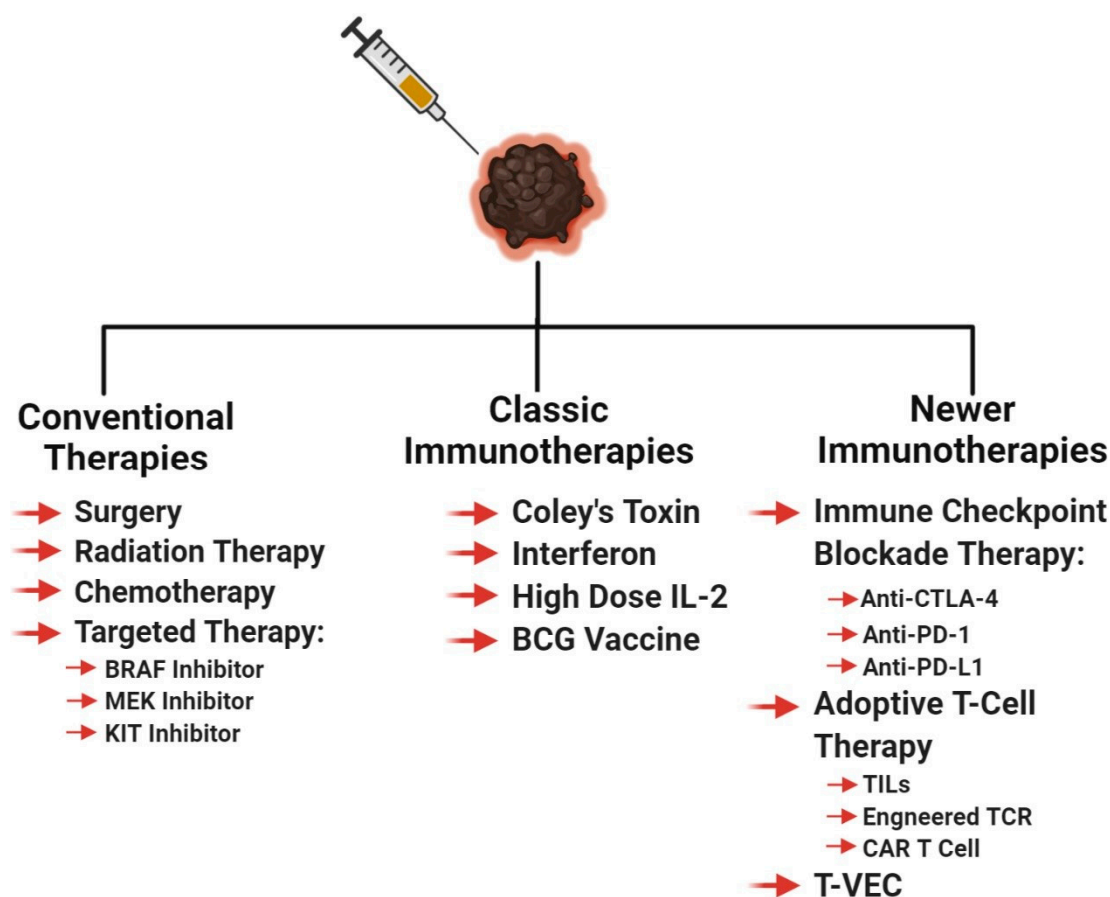 Conventional
Therapies
Surgery
Radiation Therapy
Chemotherapy
Targeted Therapy:
BRAF Inhibitor
MEK Inhibitor
KIT Inhibitor
Classic
Immunotherapies
Coley's Toxin
Interferon
High Dose IL-2
BCG Vaccine
Newer
Immunotherapies
Immune Checkpoint
Blockade Therapy:
Anti-CTLA-4
Anti-PD-1
Anti-PD-L1
Adoptive T-Cell
Therapy
TILs
Engneered TCR
CAR T Cell
T-VEC